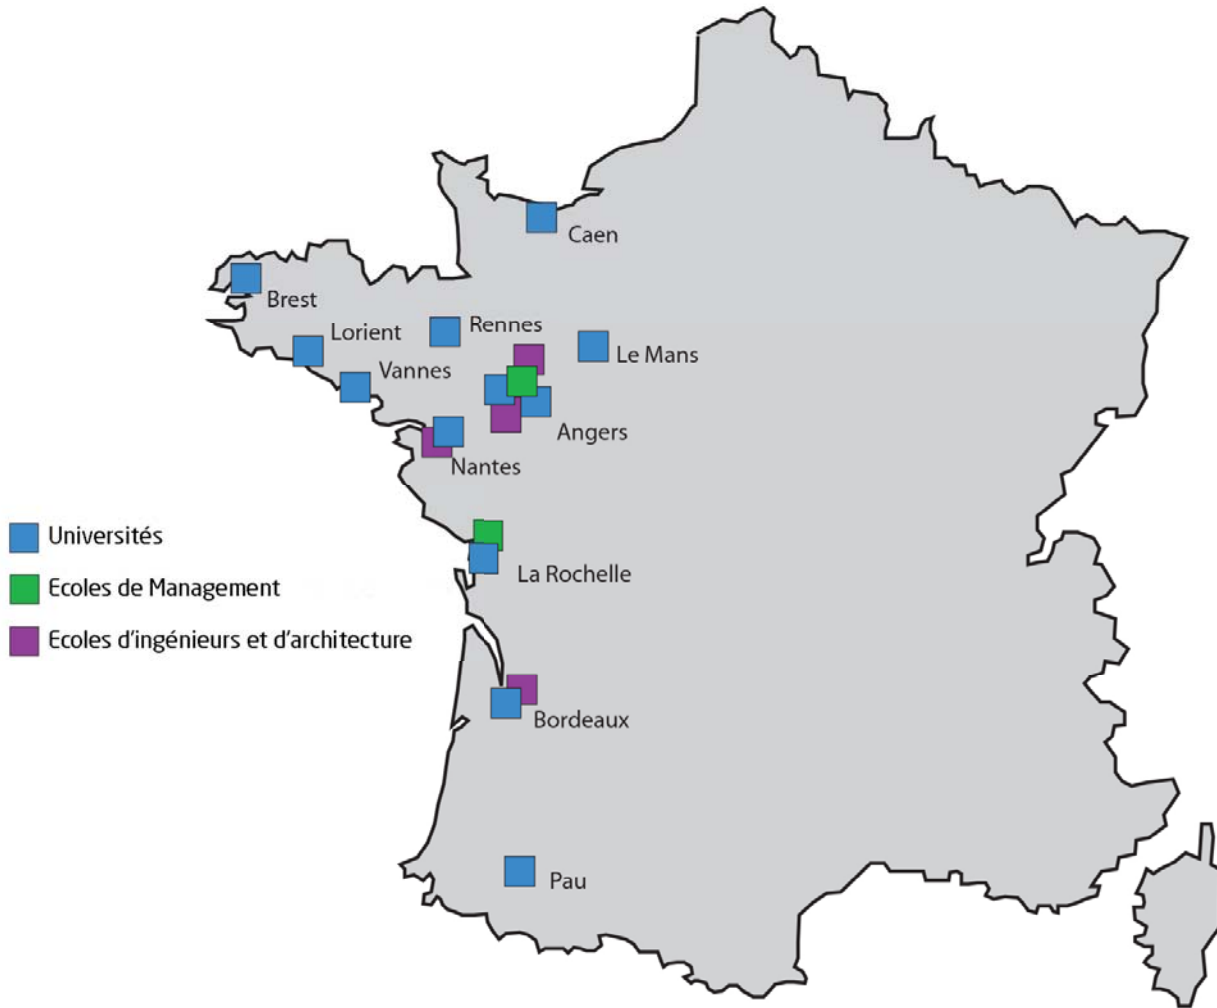 Caen
Brest
Rennes
Lorient
Le Mans
Vannes
Angers
Nantes
Universités
La Rochelle
Ecoles de Management
Ecoles d'ingénieurs et d'architecture
Bordeaux
Pau